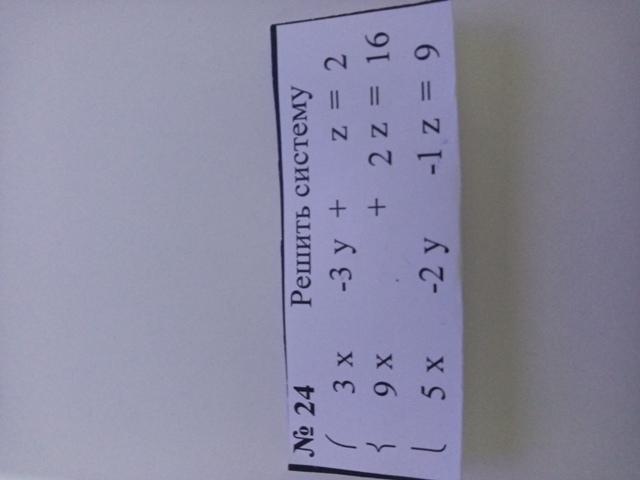 № 24 Решить систему
3 x -3 y + z = 2
9 x + 2 z = 16
5 x -2 y -1 z = 9